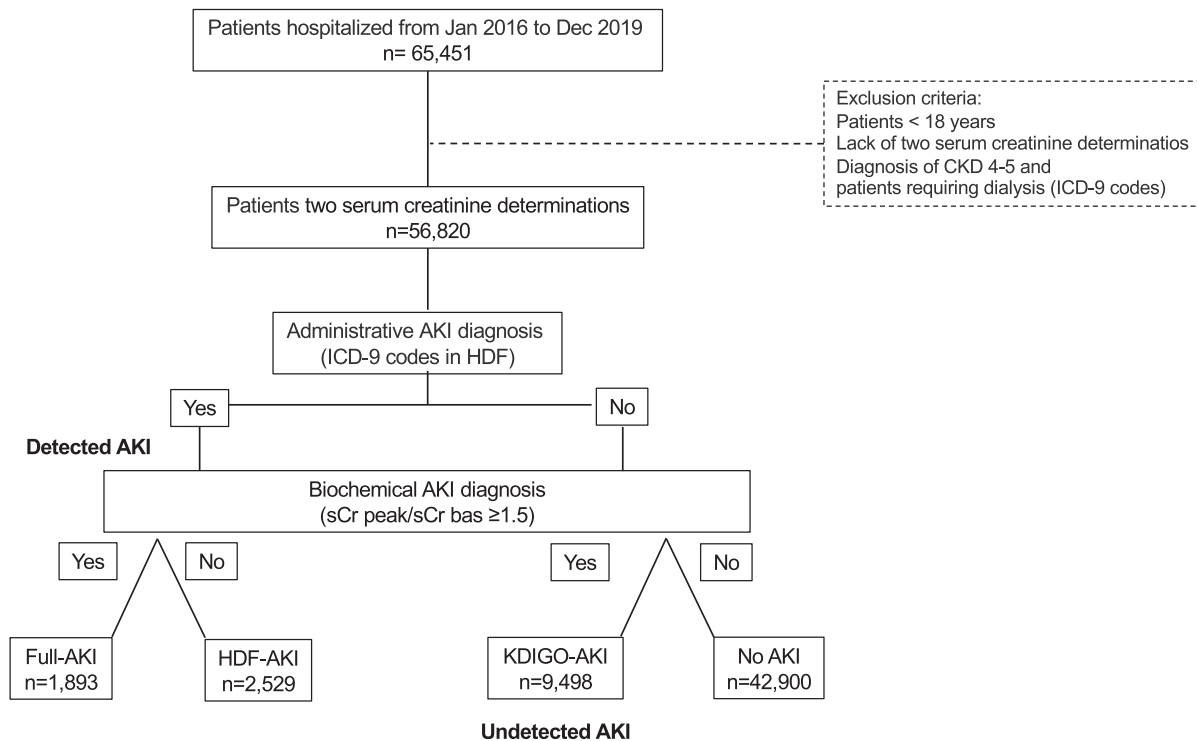 Patients hospitalized from Jan 2016 to Dec 2019
n= 65,451
Exclusion criteria:
Patients < 18 years
Lack of two serum creatinine determinatios
Diagnosis of CKD 4-5 and
patients requiring dialysis (ICD-9 codes)
Patients two serum creatinine determinations
n=56,820
Administrative AKI diagnosis
(ICD-9 codes in HDF)
Yes
No
Detected AKI
Biochemical AKI diagnosis
(sCr peak/sCr bas ≥1.5)
Yes
No
Yes
No
Full-AKI
n=1,893
HDF-AKI
n=2,529
KDIGO-AKI
n=9,498
No AKI
n=42,900
Undetected AKI